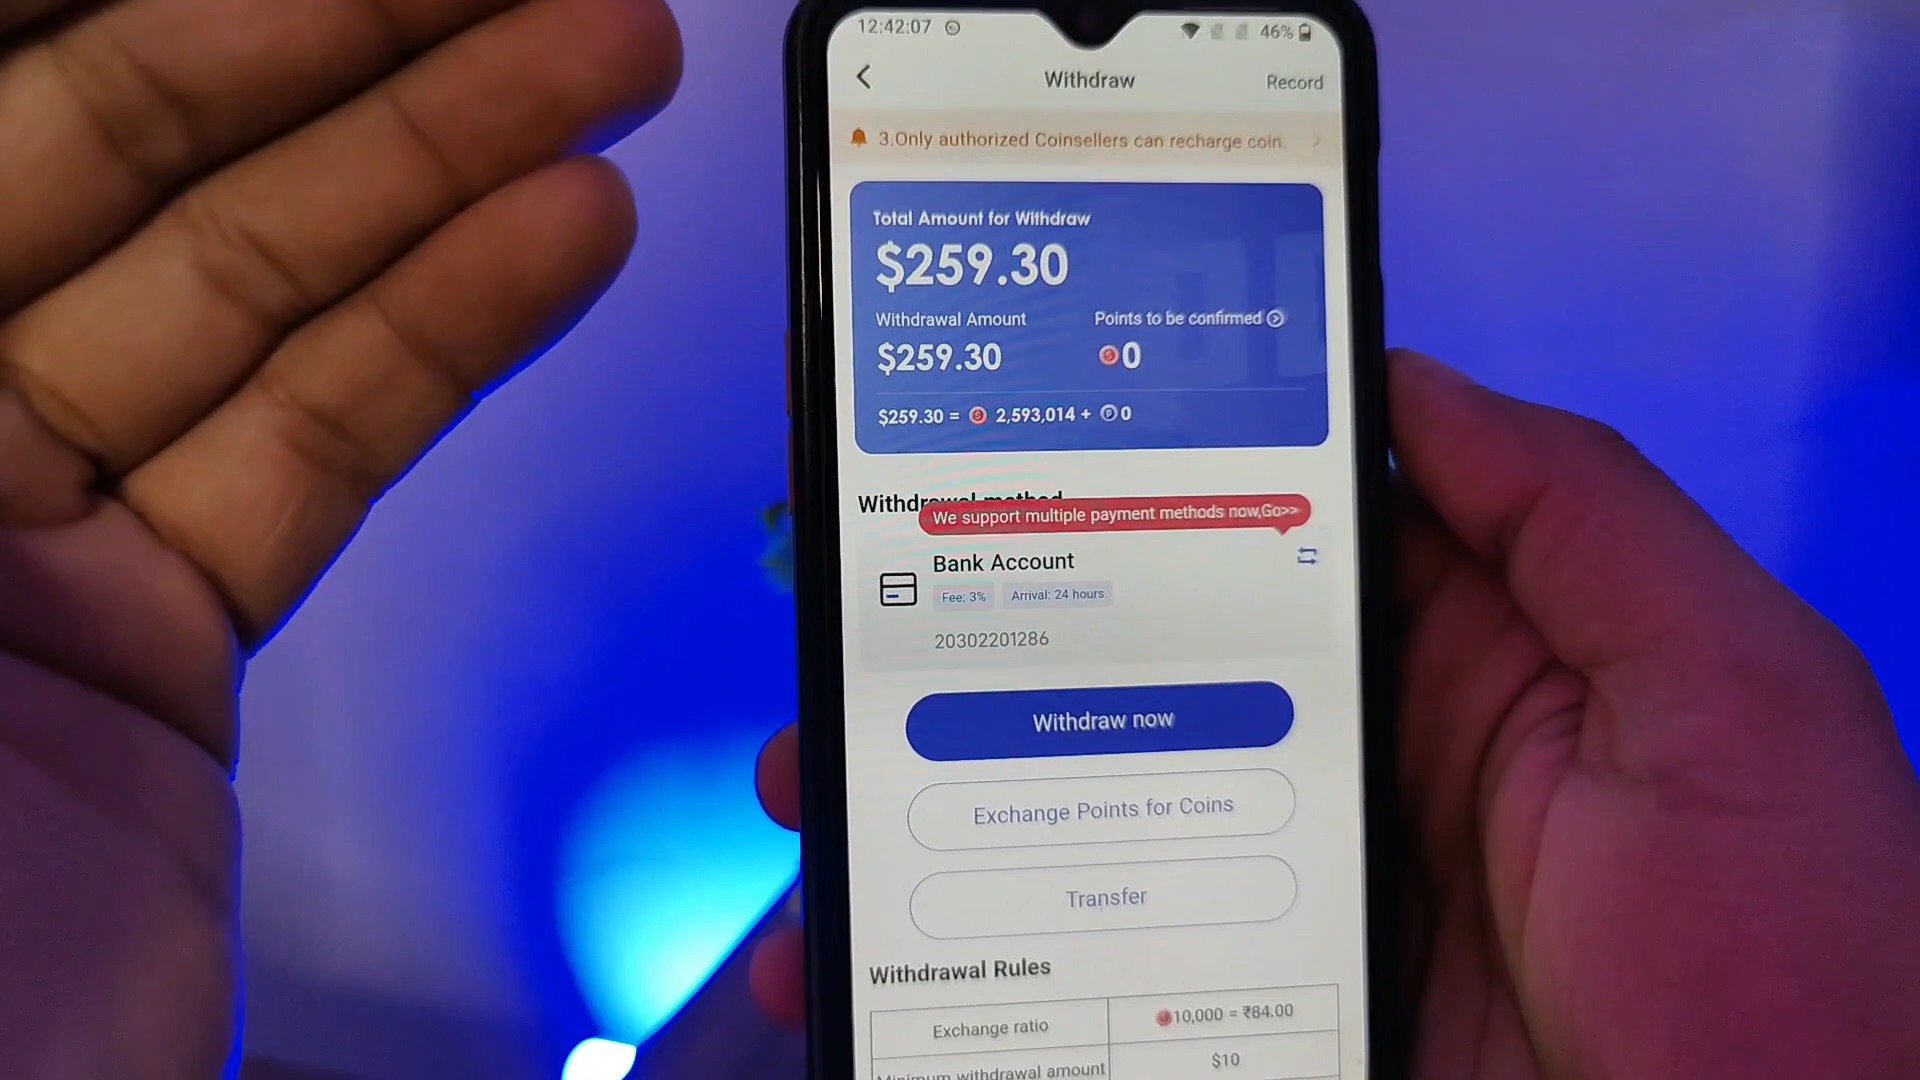 12:42:07
46%
Withdraw
Record
3.Only authorized Coinsellers can recharge coin.
Total Amount for Withdraw
$259.30
Withdrawal Amount
Points to be confirmed
$259.30
0
$259.30 = 2,593,014 + P 0
Withdrawal method
We support multiple payment methods now,Go>>
Bank Account
Fee: 3%
Arrival: 24 hours
20302201286
Withdraw now
Exchange Points for Coins
Transfer
Withdrawal Rules
Exchange ratio
10,000 = ₹84.00
Minimum withdrawal amount
$10